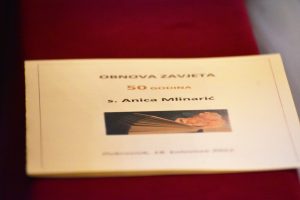 OBNOVA ZAVJETA
50 GODINA
s. Anica Mlinarić